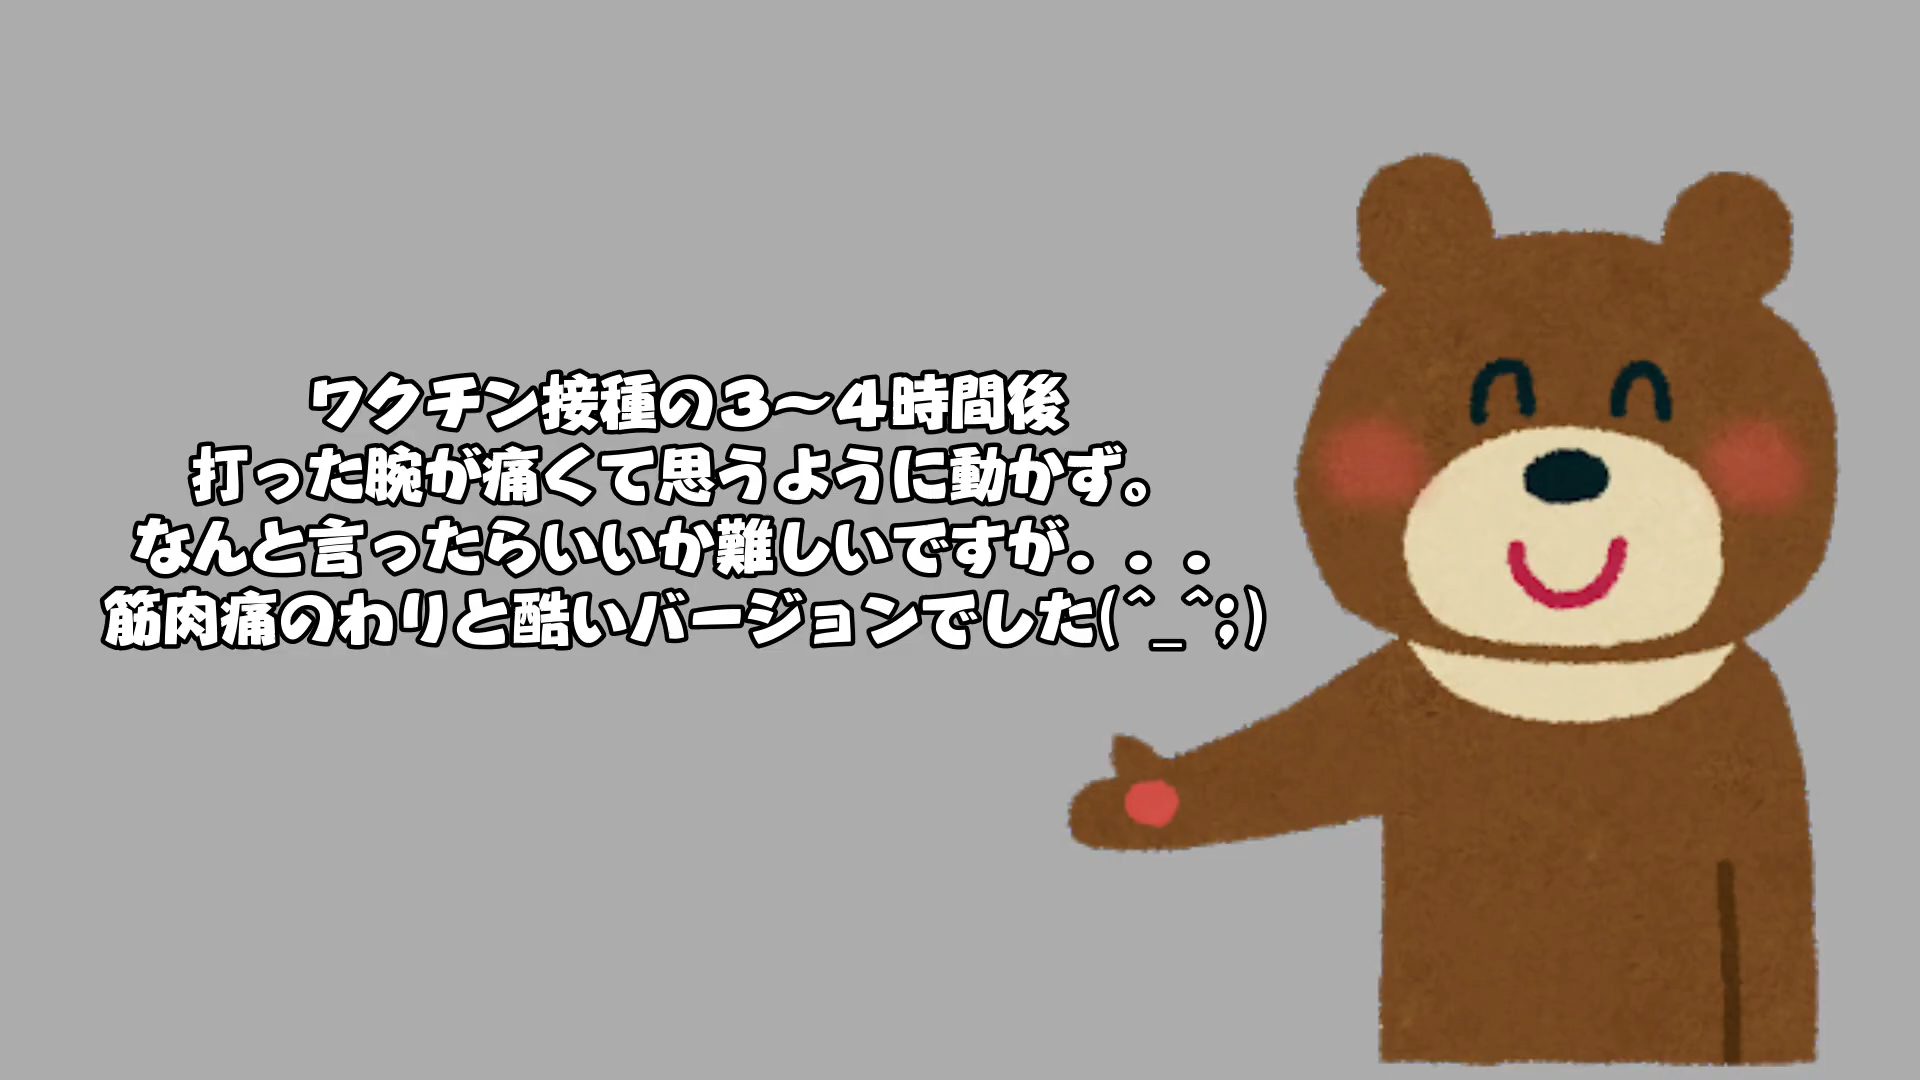 ワクチン接種の３～４時間後
打った腕が痛くて思うように動かず。
なんと言ったらいいか難しいですが．．．
筋肉痛のわりと酷いバージョンでした(^_^;)